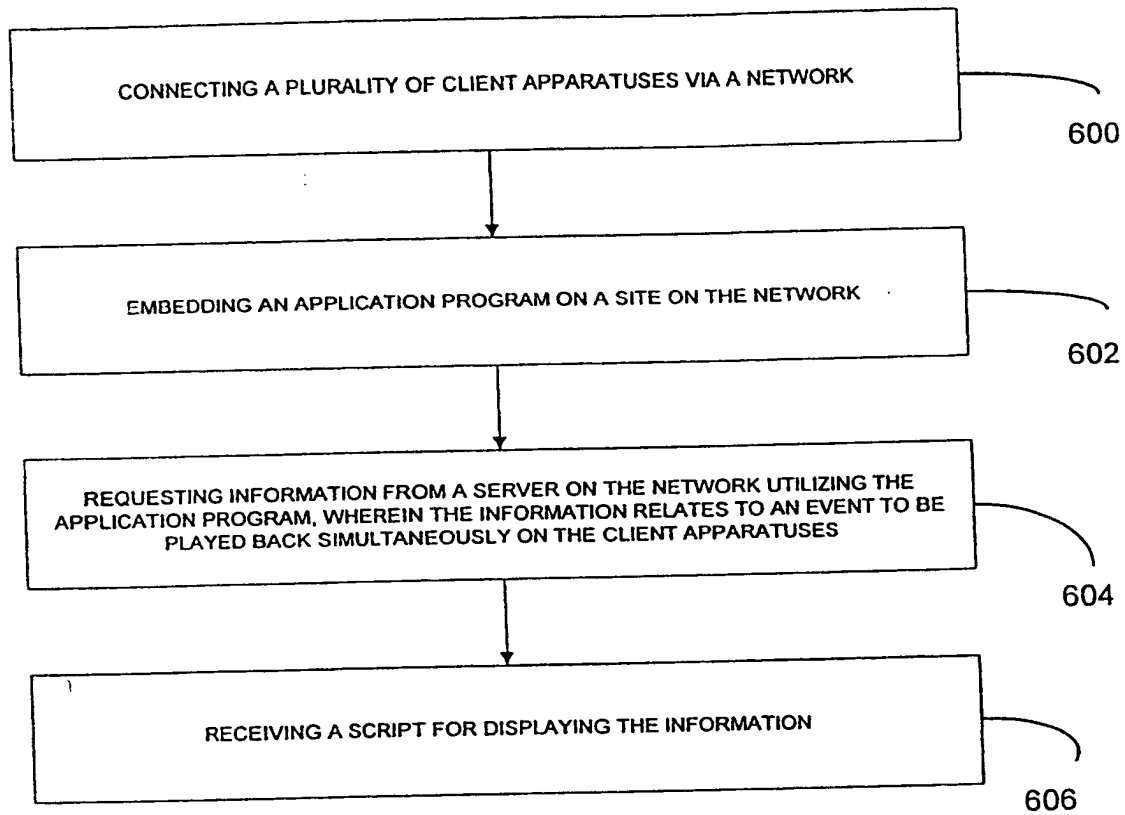 CONNECTING A PLURALITY OF CLIENT APPARATUSES VIA A NETWORK
600
EMBEDDING AN APPLICATION PROGRAM ON A SITE ON THE NETWORK
602
REQUESTING INFORMATION FROM A SERVER ON THE NETWORK UTILIZING THE
APPLICATION PROGRAM, WHEREIN THE INFORMATION RELATES TO AN EVENT TO BE
PLAYED BACK SIMULTANEOUSLY ON THE CLIENT APPARATUSES
604
RECEIVING A SCRIPT FOR DISPLAYING THE INFORMATION
606